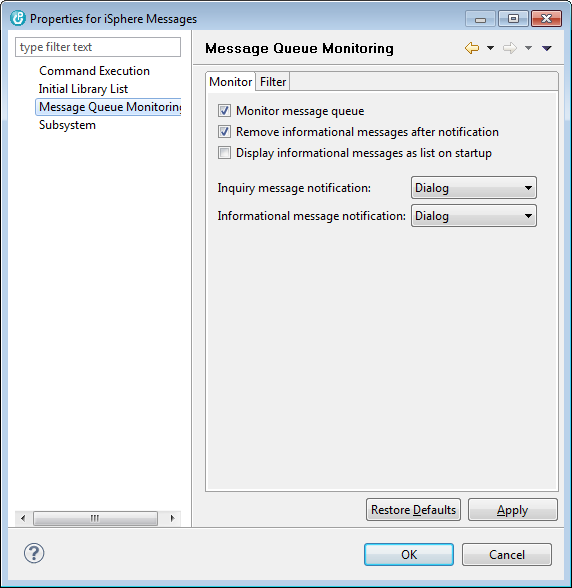 Properties for iSphere Messages
type filter text
Command Execution
Initial Library List
Message Queue Monitoring
Subsystem
Message Queue Monitoring
Monitor Filter
Monitor message queue
Remove informational messages after notification
Display informational messages as list on startup
Inquiry message notification: Dialog
Informational message notification: Dialog
Restore Defaults Apply
? OK Cancel